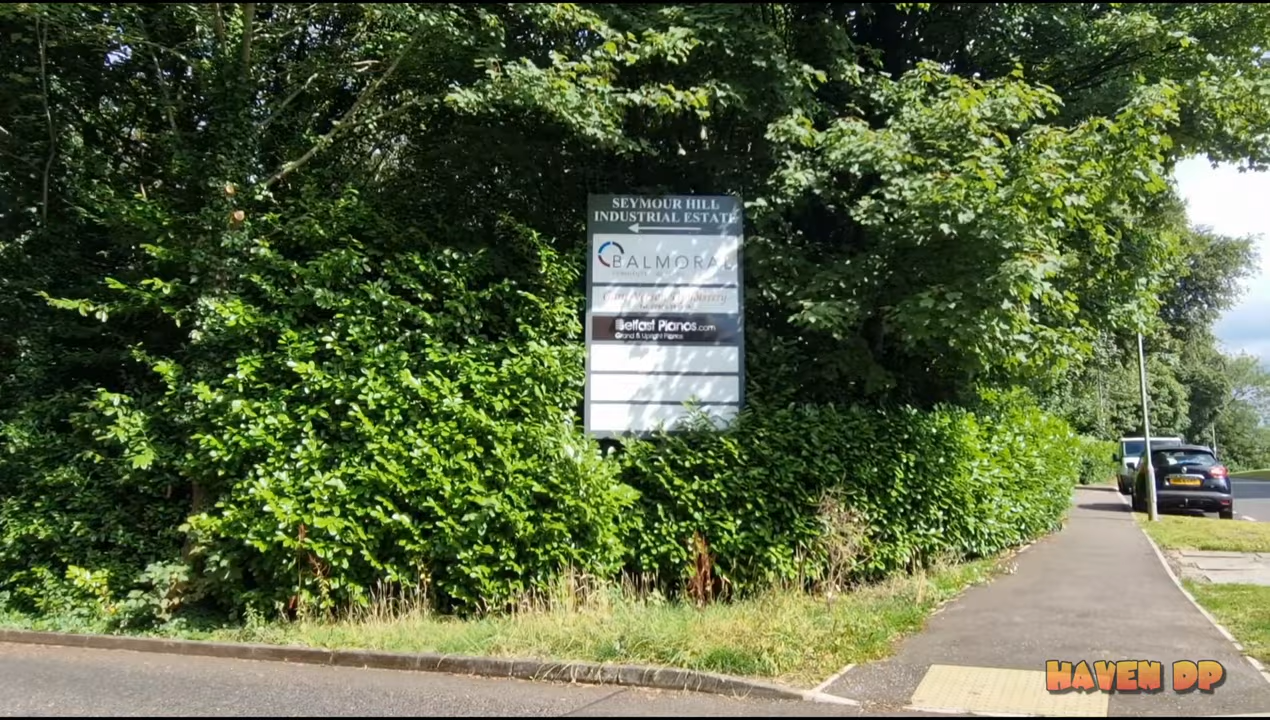 SEYMOUR HILL
INDUSTRIAL ESTATE
BALMORAL
Belfast Pianos.com
Grand & Upright Pianos
HAVEN DP